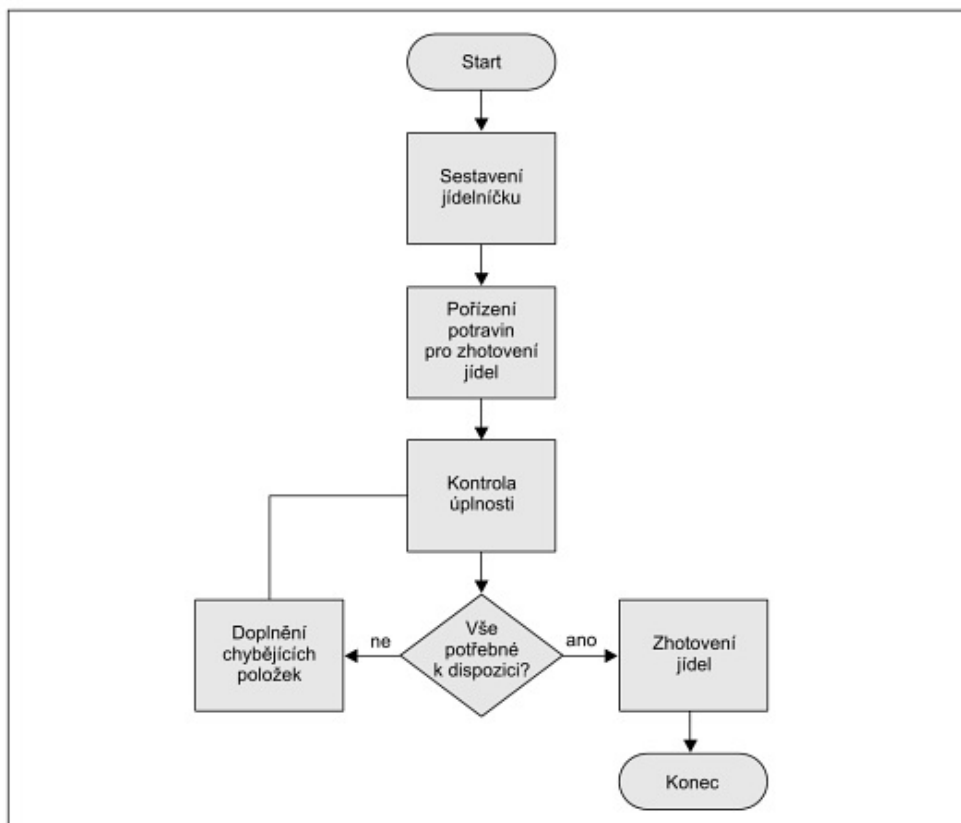 Start
Sestavení
jídelníčku
Pořízení
potravin
pro zhotovení
jídel
Kontrola
úplnosti
Vše
potřebné
k dispozici?
ne
Doplnění
chybějících
položek
ano
Zhotovení
jídel
Konec